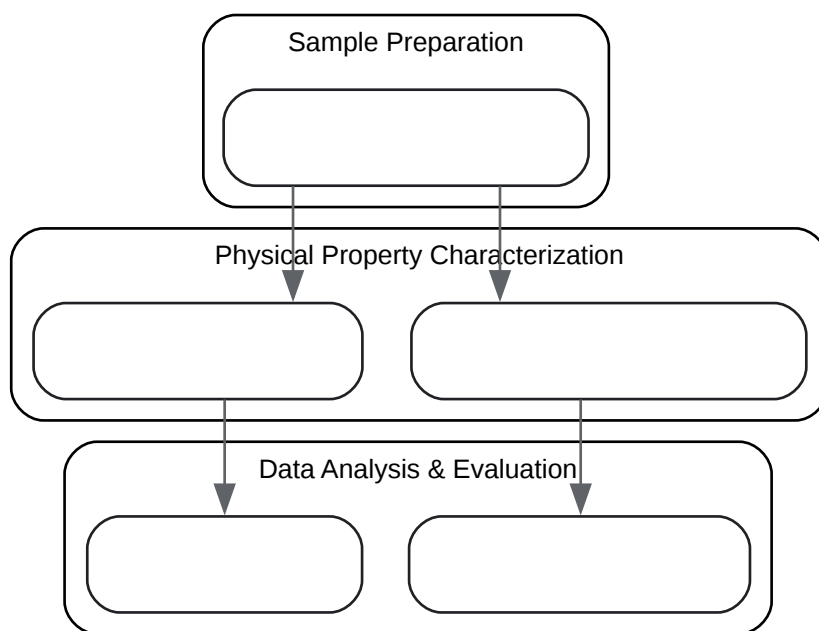 Sample Preparation
Physical Property Characterization
Data Analysis & Evaluation